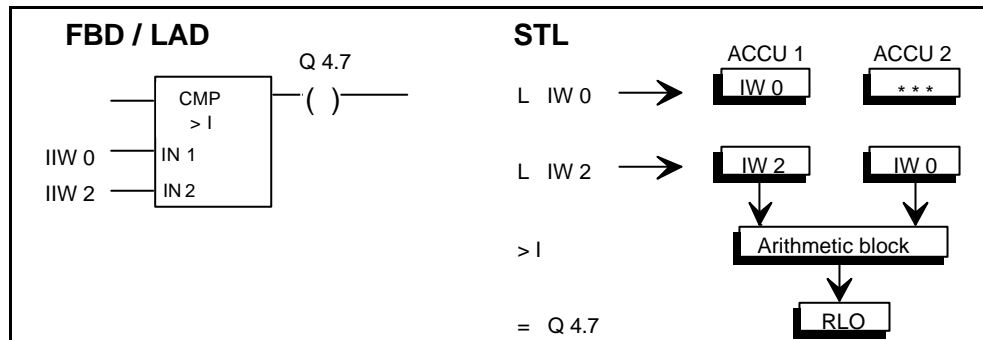 FBD / LAD
Q 4.7
CMP
> I
( )
IIW 0
IN 1
IIW 2
IN 2
STL
ACCU 1 ACCU 2
L IW 0 IW 0 * * *
L IW 2 IW 2 IW 0
> I Arithmetic block
= Q 4.7 RLO